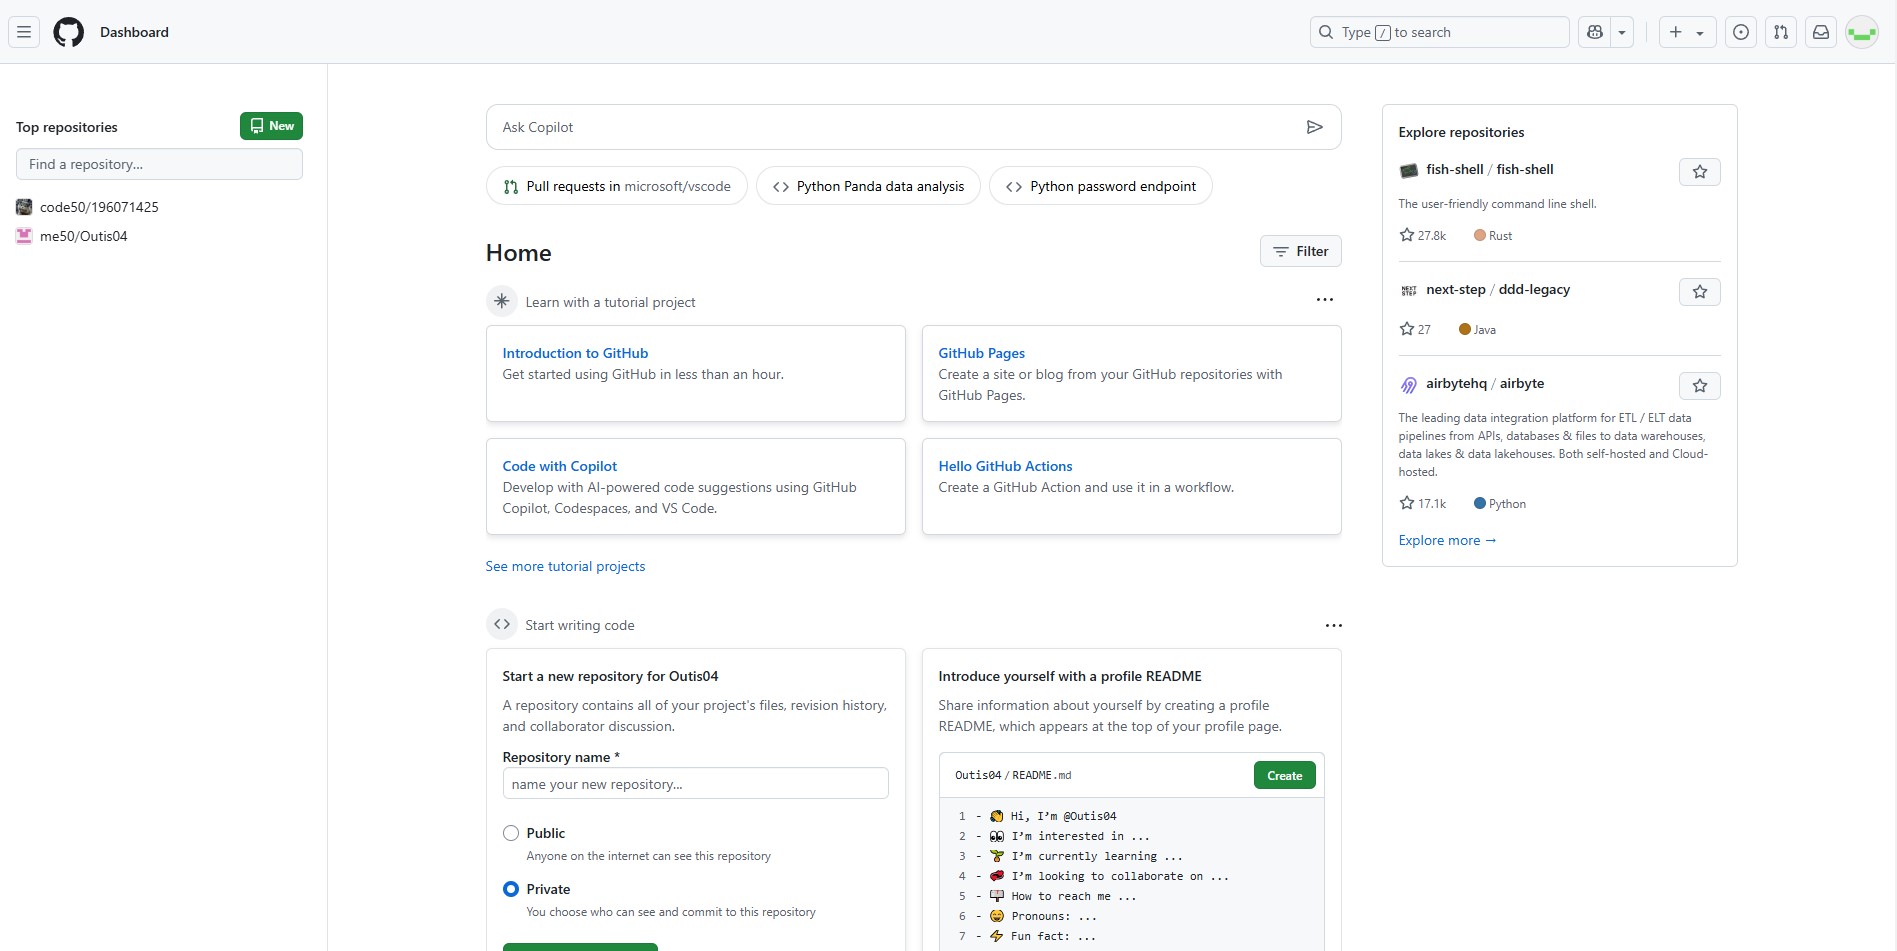 Dashboard
Type / to search
Top repositories
New
Find a repository...
code50/196071425
me50/Outis04
Ask Copilot
Pull requests in microsoft/vscode
Python Panda data analysis
Python password endpoint
Home
Filter
Learn with a tutorial project
Introduction to GitHub
Get started using GitHub in less than an hour.
GitHub Pages
Create a site or blog from your GitHub repositories with
GitHub Pages.
Code with Copilot
Develop with AI-powered code suggestions using GitHub
Copilot, Codespaces, and VS Code.
Hello GitHub Actions
Create a GitHub Action and use it in a workflow.
See more tutorial projects
Start writing code
Start a new repository for Outis04
A repository contains all of your project's files, revision history,
and collaborator discussion.
Repository name *
name your new repository...
Public
Anyone on the internet can see this repository
Private
You choose who can see and commit to this repository
Introduce yourself with a profile README
Share information about yourself by creating a profile
README, which appears at the top of your profile page.
Outis04 / README.md
Create
1 - 👋 Hi, I’m @Outis04
2 - 👀 I’m interested in ...
3 - 🌱 I’m currently learning ...
4 - 💞️ I’m looking to collaborate on ...
5 - 📫 How to reach me ...
6 - 😄 Pronouns: ...
7 - ⚡ Fun fact: ...
Explore repositories
fish-shell / fish-shell
The user-friendly command line shell.
27.8k Rust
NEXT STEP
next-step / ddd-legacy
27 Java
airbytehq / airbyte
The leading data integration platform for ETL / ELT data
pipelines from APIs, databases & files to data warehouses,
data lakes & data lakehouses. Both self-hosted and Cloud-
hosted.
17.1k Python
Explore more →